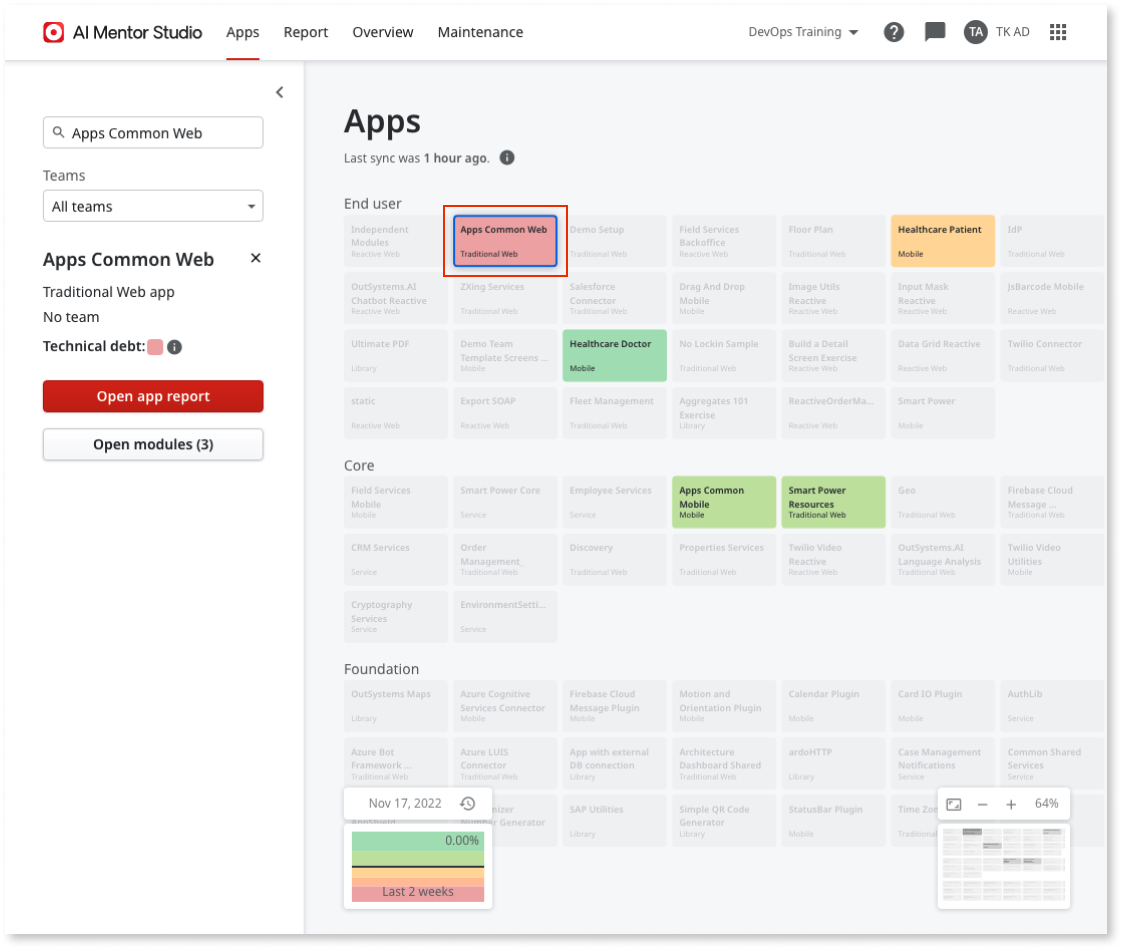 AI Mentor Studio
Apps
Report
Overview
Maintenance
DevOps Training
TA
TK AD
Apps Common Web
Teams
All teams
Apps Common Web
Traditional Web app
No team
Technical debt:
Open app report
Open modules (3)
Apps
Last sync was 1 hour ago.
End user
Independent
Modules
Reactive Web
Apps Common Web
Traditional Web
Demo Setup
Traditional Web
Field Services
Backoffice
Reactive Web
Floor Plan
Traditional Web
Healthcare Patient
Mobile
IdP
Traditional Web
OutSystems.AI
Chatbot Reactive
Reactive Web
ZXing Services
Traditional Web
Salesforce
Connector
Traditional Web
Drag And Drop
Mobile
Mobile
Image Utils
Reactive
Reactive Web
Input Mask
Reactive
Reactive Web
JsBarcode Mobile
Reactive Web
Ultimate PDF
Library
Demo Team
Template Screens ...
Mobile
Healthcare Doctor
Mobile
No Lockin Sample
Traditional Web
Build a Detail
Screen Exercise
Reactive Web
Data Grid Reactive
Reactive Web
Twilio Connector
Traditional Web
static
Reactive Web
Export SOAP
Reactive Web
Fleet Management
Traditional Web
Aggregates 101
Exercise
Library
ReactiveOrderMa...
Reactive Web
Smart Power
Mobile
Core
Field Services
Mobile
Mobile
Smart Power Core
Service
Employee Services
Service
Apps Common
Mobile
Mobile
Smart Power
Resources
Traditional Web
Geo
Traditional Web
Firebase Cloud
Message ...
Traditional Web
CRM Services
Service
Order
Management_
Traditional Web
Discovery
Traditional Web
Properties Services
Traditional Web
Twilio Video
Reactive
Reactive Web
OutSystems.AI
Language Analysis
Traditional Web
Twilio Video
Utilities
Mobile
Cryptography
Services
Service
EnvironmentSetti...
Service
Foundation
OutSystems Maps
Library
Azure Cognitive
Services Connector
Mobile
Firebase Cloud
Message Plugin
Mobile
Motion and
Orientation Plugin
Mobile
Calendar Plugin
Mobile
Card IO Plugin
Mobile
AuthLib
Service
Azure Bot
Framework ...
Traditional Web
Azure LUIS
Connector
Traditional Web
App with external
DB connection
Library
Architecture
Dashboard Shared
Traditional Web
ardoHTTP
Library
Case Management
Notifications
Service
Common Shared
Services
Service
AppShield
mizer
Number Generator
SAP Utilities
Library
Simple QR Code
Generator
Library
StatusBar Plugin
Mobile
Time Zo
Traditional
Nov 17, 2022
0.00%
Last 2 weeks
64%